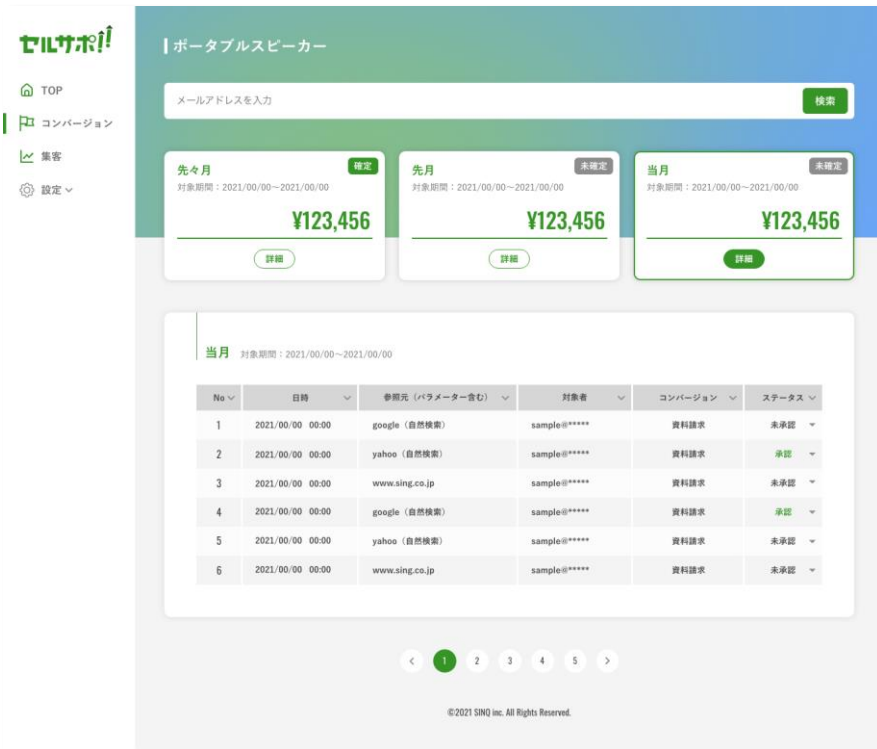 セルサポ!!
TOP
コンバージョン
集客
設定
ポータブルスピーカー
メールアドレスを入力
検索
先々月 確定
対象期間：2021/00/00～2021/00/00
¥123,456
詳細
先月 未確定
対象期間：2021/00/00～2021/00/00
¥123,456
詳細
当月 未確定
対象期間：2021/00/00～2021/00/00
¥123,456
詳細
当月 対象期間：2021/00/00～2021/00/00
No 日時 参照元（パラメーター含む） 対象者 コンバージョン ステータス
1 2021/00/00 00:00 google（自然検索） sample@***** 資料請求 未承認
2 2021/00/00 00:00 yahoo（自然検索） sample@***** 資料請求 承認
3 2021/00/00 00:00 www.sing.co.jp sample@***** 資料請求 未承認
4 2021/00/00 00:00 google（自然検索） sample@***** 資料請求 承認
5 2021/00/00 00:00 yahoo（自然検索） sample@***** 資料請求 未承認
6 2021/00/00 00:00 www.sing.co.jp sample@***** 資料請求 未承認
< 1 2 3 4 5 >
©2021 SINQ inc. All Rights Reserved.